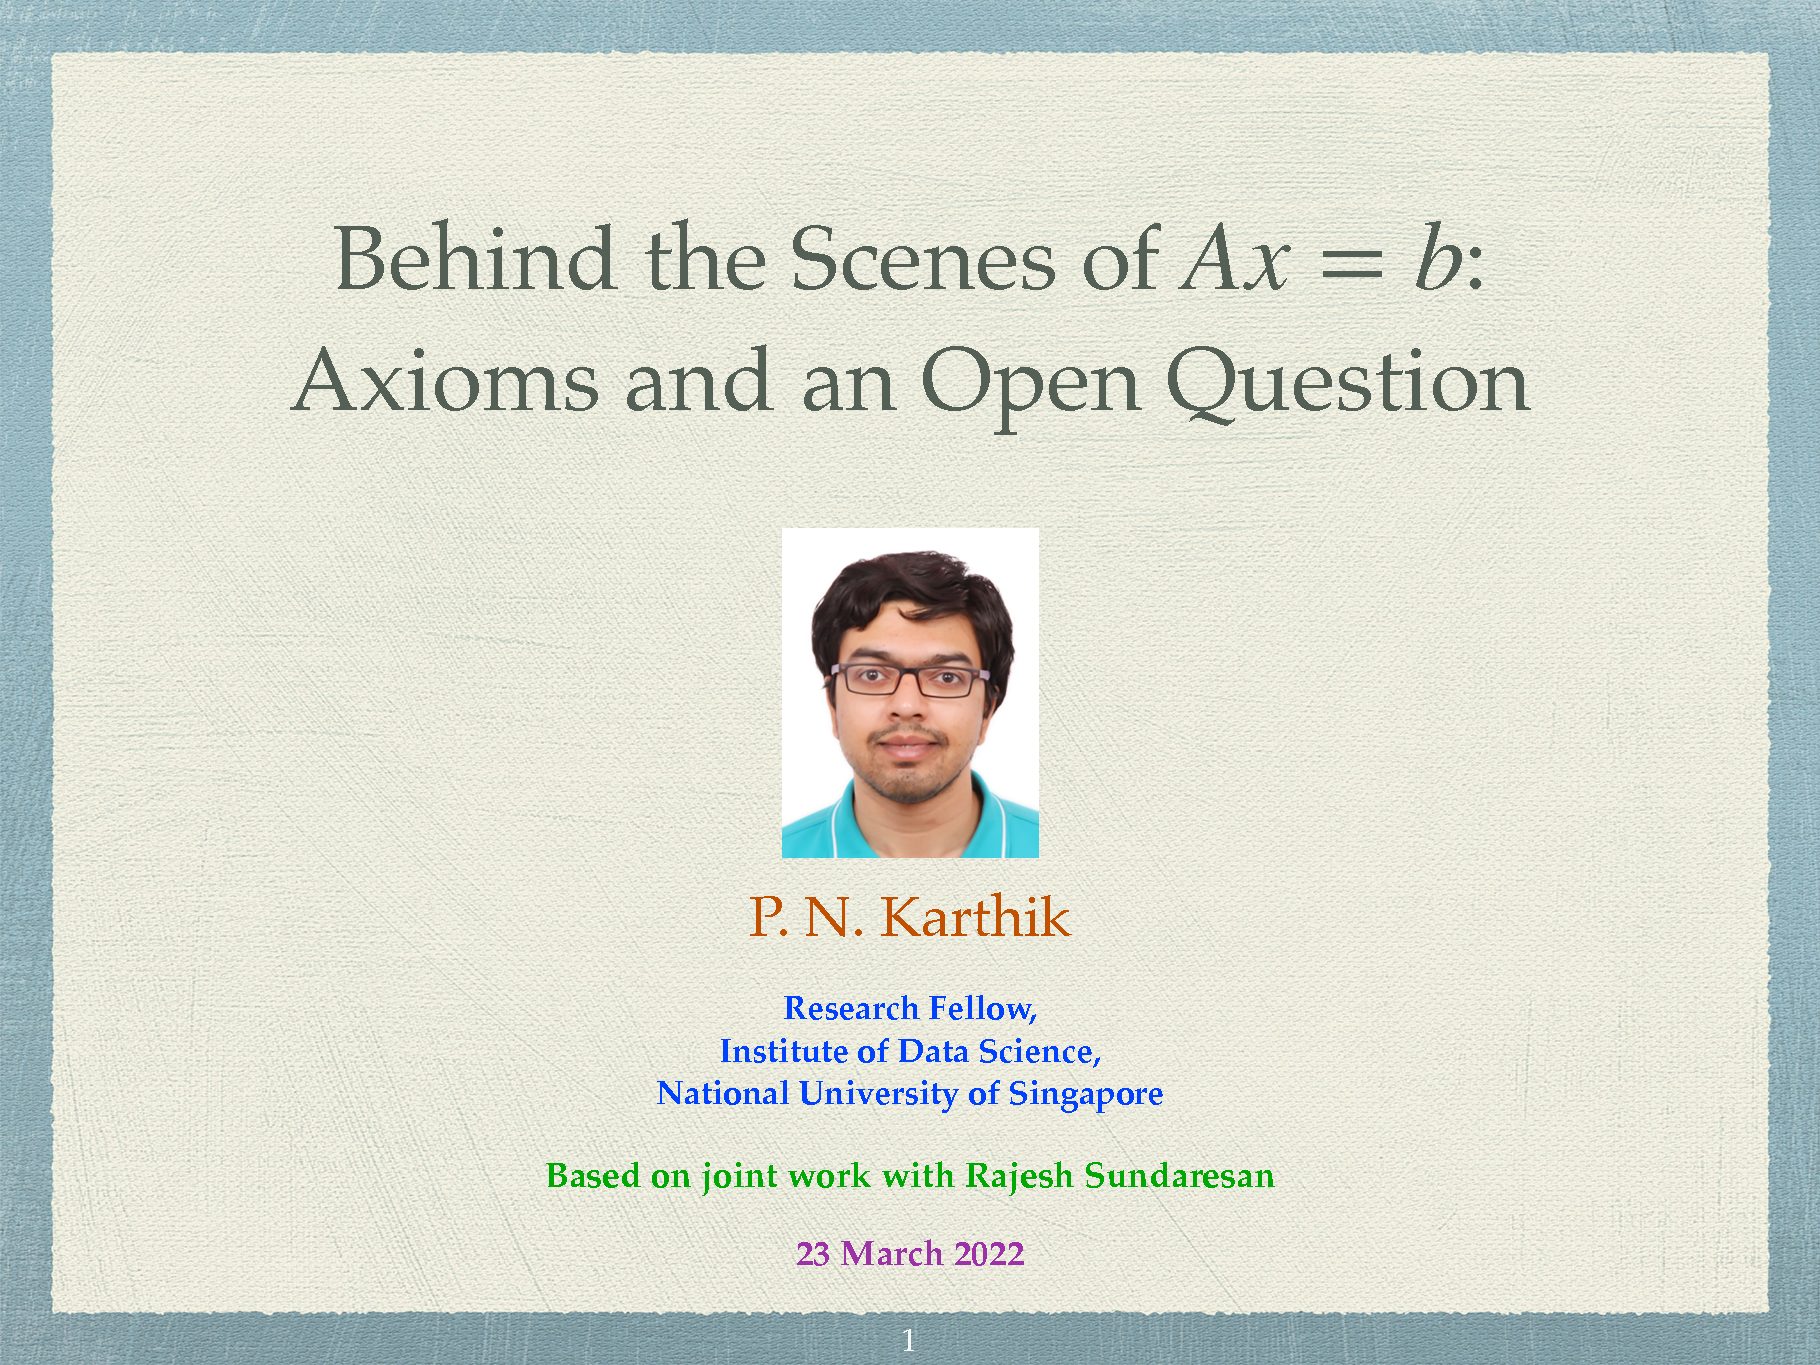 Behind the Scenes of Ax = b:
Axioms and an Open Question
P. N. Karthik
Research Fellow,
Institute of Data Science,
National University of Singapore
Based on joint work with Rajesh Sundaresan
23 March 2022
1